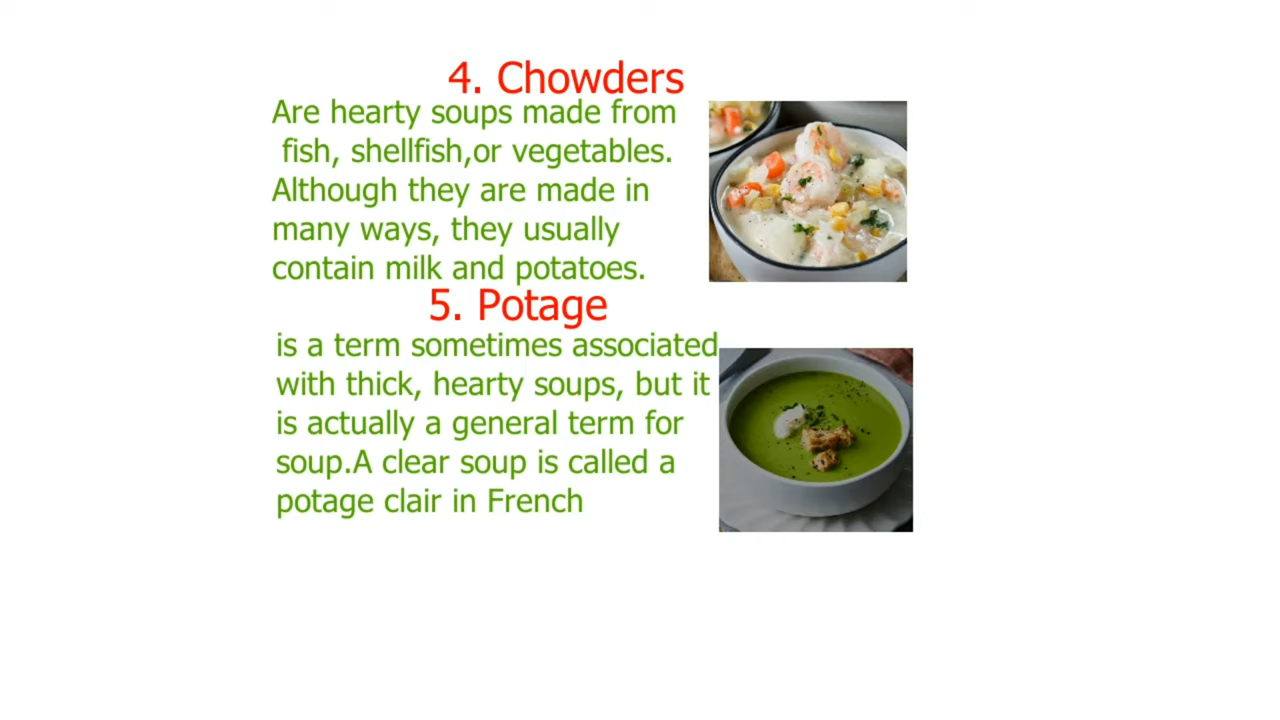 4. Chowders
Are hearty soups made from
fish, shellfish,or vegetables.
Although they are made in
many ways, they usually
contain milk and potatoes.
5. Potage
is a term sometimes associated
with thick, hearty soups, but it
is actually a general term for
soup.A clear soup is called a
potage clair in French